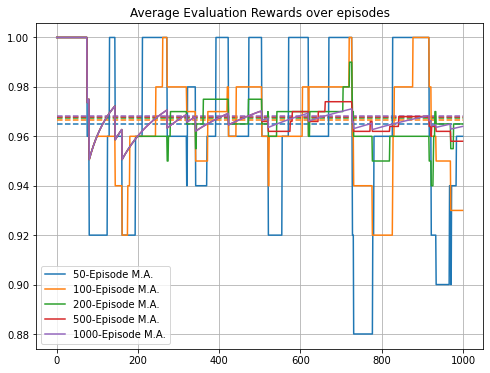 Average Evaluation Rewards over episodes
1.00
0.98
0.96
0.94
0.92
0.90
0.88
50-Episode M.A.
100-Episode M.A.
200-Episode M.A.
500-Episode M.A.
1000-Episode M.A.
0 200 400 600 800 1000